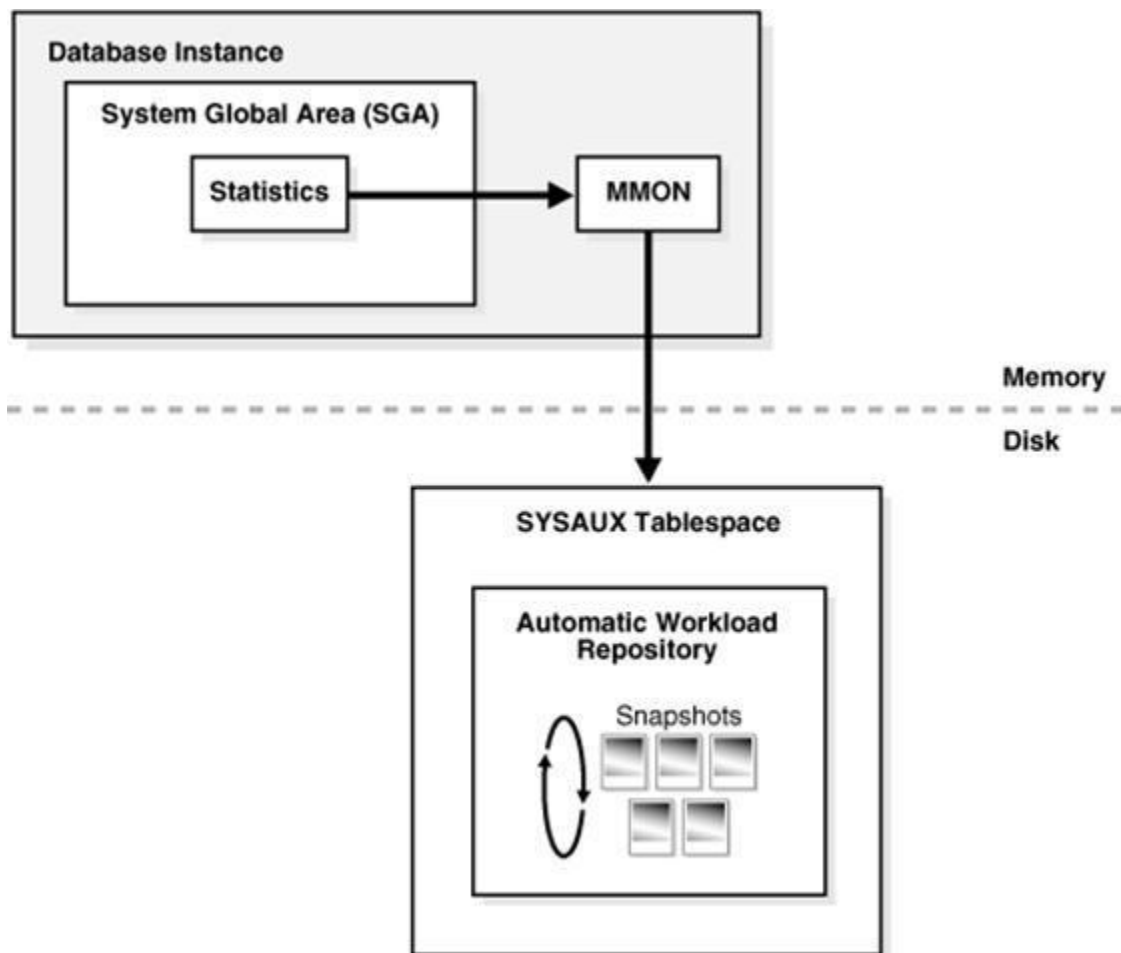 Database Instance
System Global Area (SGA)
Statistics
MMON
Memory
Disk
SYSAUX Tablespace
Automatic Workload
Repository
Snapshots